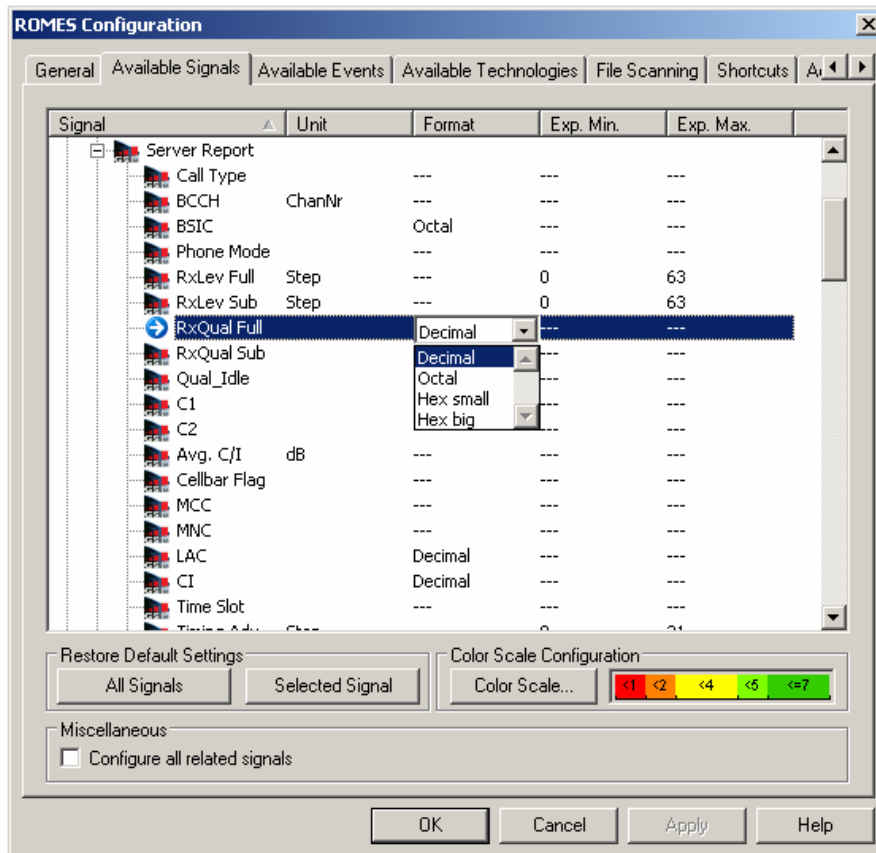 ROMES Configuration
General Available Signals Available Events Available Technologies File Scanning Shortcuts
Signal Unit Format Exp. Min. Exp. Max.
Server Report
Call Type --- --- ---
BCCH ChanNr --- --- ---
BSIC Octal --- ---
Phone Mode --- --- ---
RxLev Full Step --- 0 63
RxLev Sub Step --- 0 63
RxQual Full Decimal --- ---
RxQual Sub Decimal --- ---
Qual_Idle Octal --- ---
C1 Hex small --- ---
C2 Hex big --- ---
Avg. C/I dB --- --- ---
Cellbar Flag --- --- ---
MCC --- --- ---
MNC --- --- ---
LAC Decimal --- ---
CI Decimal --- ---
Time Slot --- --- ---
Restore Default Settings Color Scale Configuration
All Signals Selected Signal Color Scale... <1 <2 <4 <5 <=7
Miscellaneous
Configure all related signals
OK Cancel Apply Help